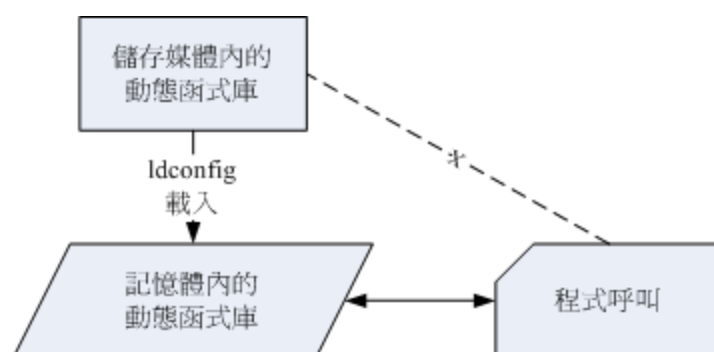 儲存媒體內的
動態函式庫
ldconfig
載入
記憶體內的
動態函式庫
程式呼叫